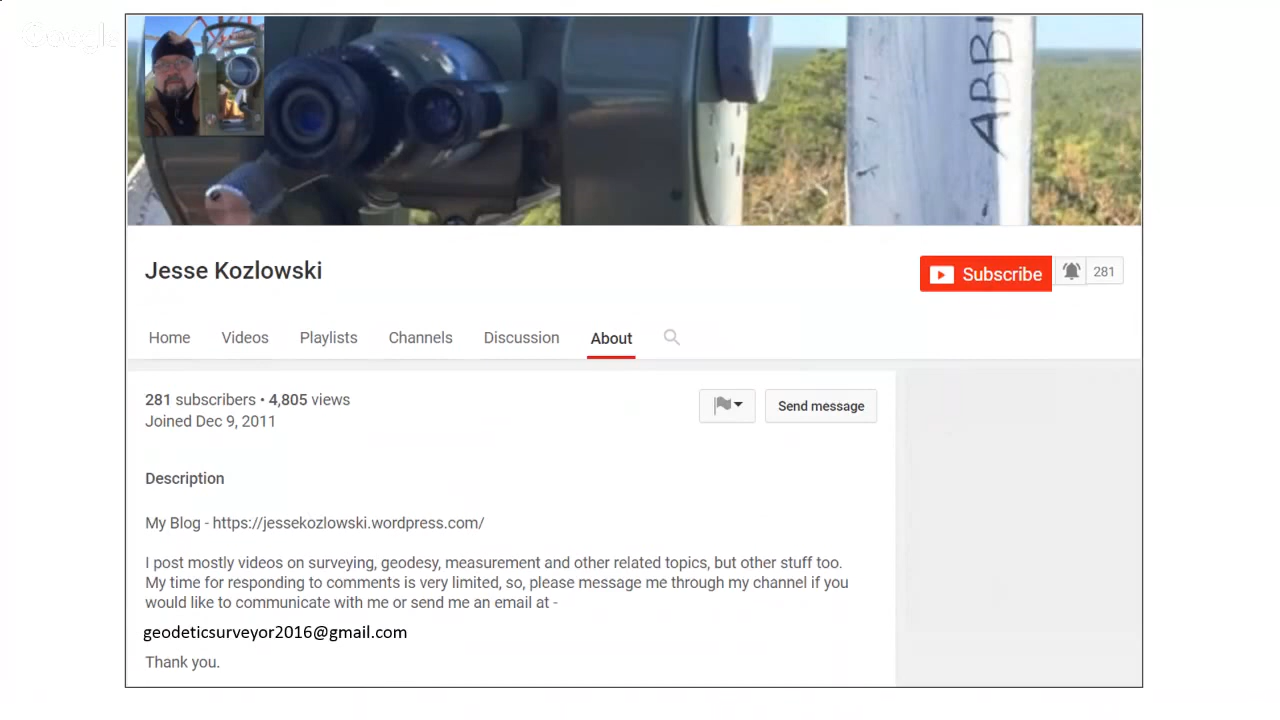 Google
ABB
Jesse Kozlowski
Subscribe 281
Home Videos Playlists Channels Discussion About
281 subscribers • 4,805 views
Joined Dec 9, 2011
Send message
Description
My Blog - https://jessekozlowski.wordpress.com/
I post mostly videos on surveying, geodesy, measurement and other related topics, but other stuff too.
My time for responding to comments is very limited, so, please message me through my channel if you
would like to communicate with me or send me an email at -
geodeticsurveyor2016@gmail.com
Thank you.